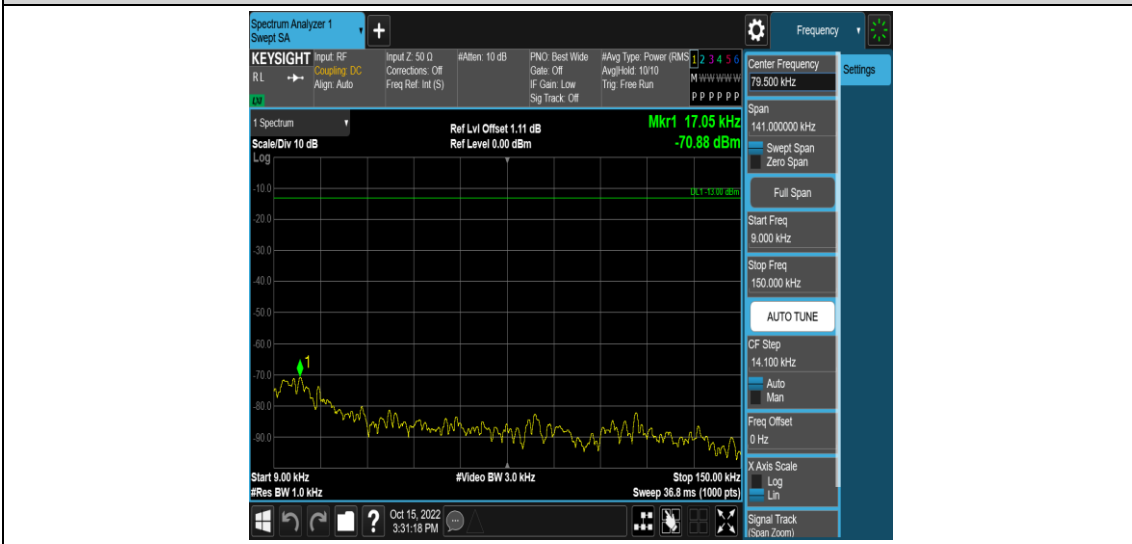 Spectrum Analyzer 1
Swept SA
+
Frequency
KEYSIGHT
RL
LXI
Input: RF
Coupling: DC
Align: Auto
Input Z: 50 Ω
Corrections: Off
Freq Ref: Int (S)
#Atten: 10 dB
PNO: Best Wide
Gate: Off
IF Gain: Low
Sig Track: Off
#Avg Type: Power (RMS
Avg|Hold: 10/10
Trig: Free Run
1 2 3 4 5 6
M W W W W W
P P P P P P
1 Spectrum
Scale/Div 10 dB
Log
Ref Lvl Offset 1.11 dB
Ref Level 0.00 dBm
Mkr1 17.05 kHz
-70.88 dBm
DL1 -13.00 dBm
-10.0
-20.0
-30.0
-40.0
-50.0
-60.0
-70.0
-80.0
-90.0
1
Start 9.00 kHz
#Res BW 1.0 kHz
#Video BW 3.0 kHz
Stop 150.00 kHz
Sweep 36.8 ms (1000 pts)
?
Oct 15, 2022
3:31:18 PM
Center Frequency
79.500 kHz
Settings
Span
141.000000 kHz
Swept Span
Zero Span
Full Span
Start Freq
9.000 kHz
Stop Freq
150.000 kHz
AUTO TUNE
CF Step
14.100 kHz
Auto
Man
Freq Offset
0 Hz
X Axis Scale
Log
Lin
Signal Track
(Span Zoom)